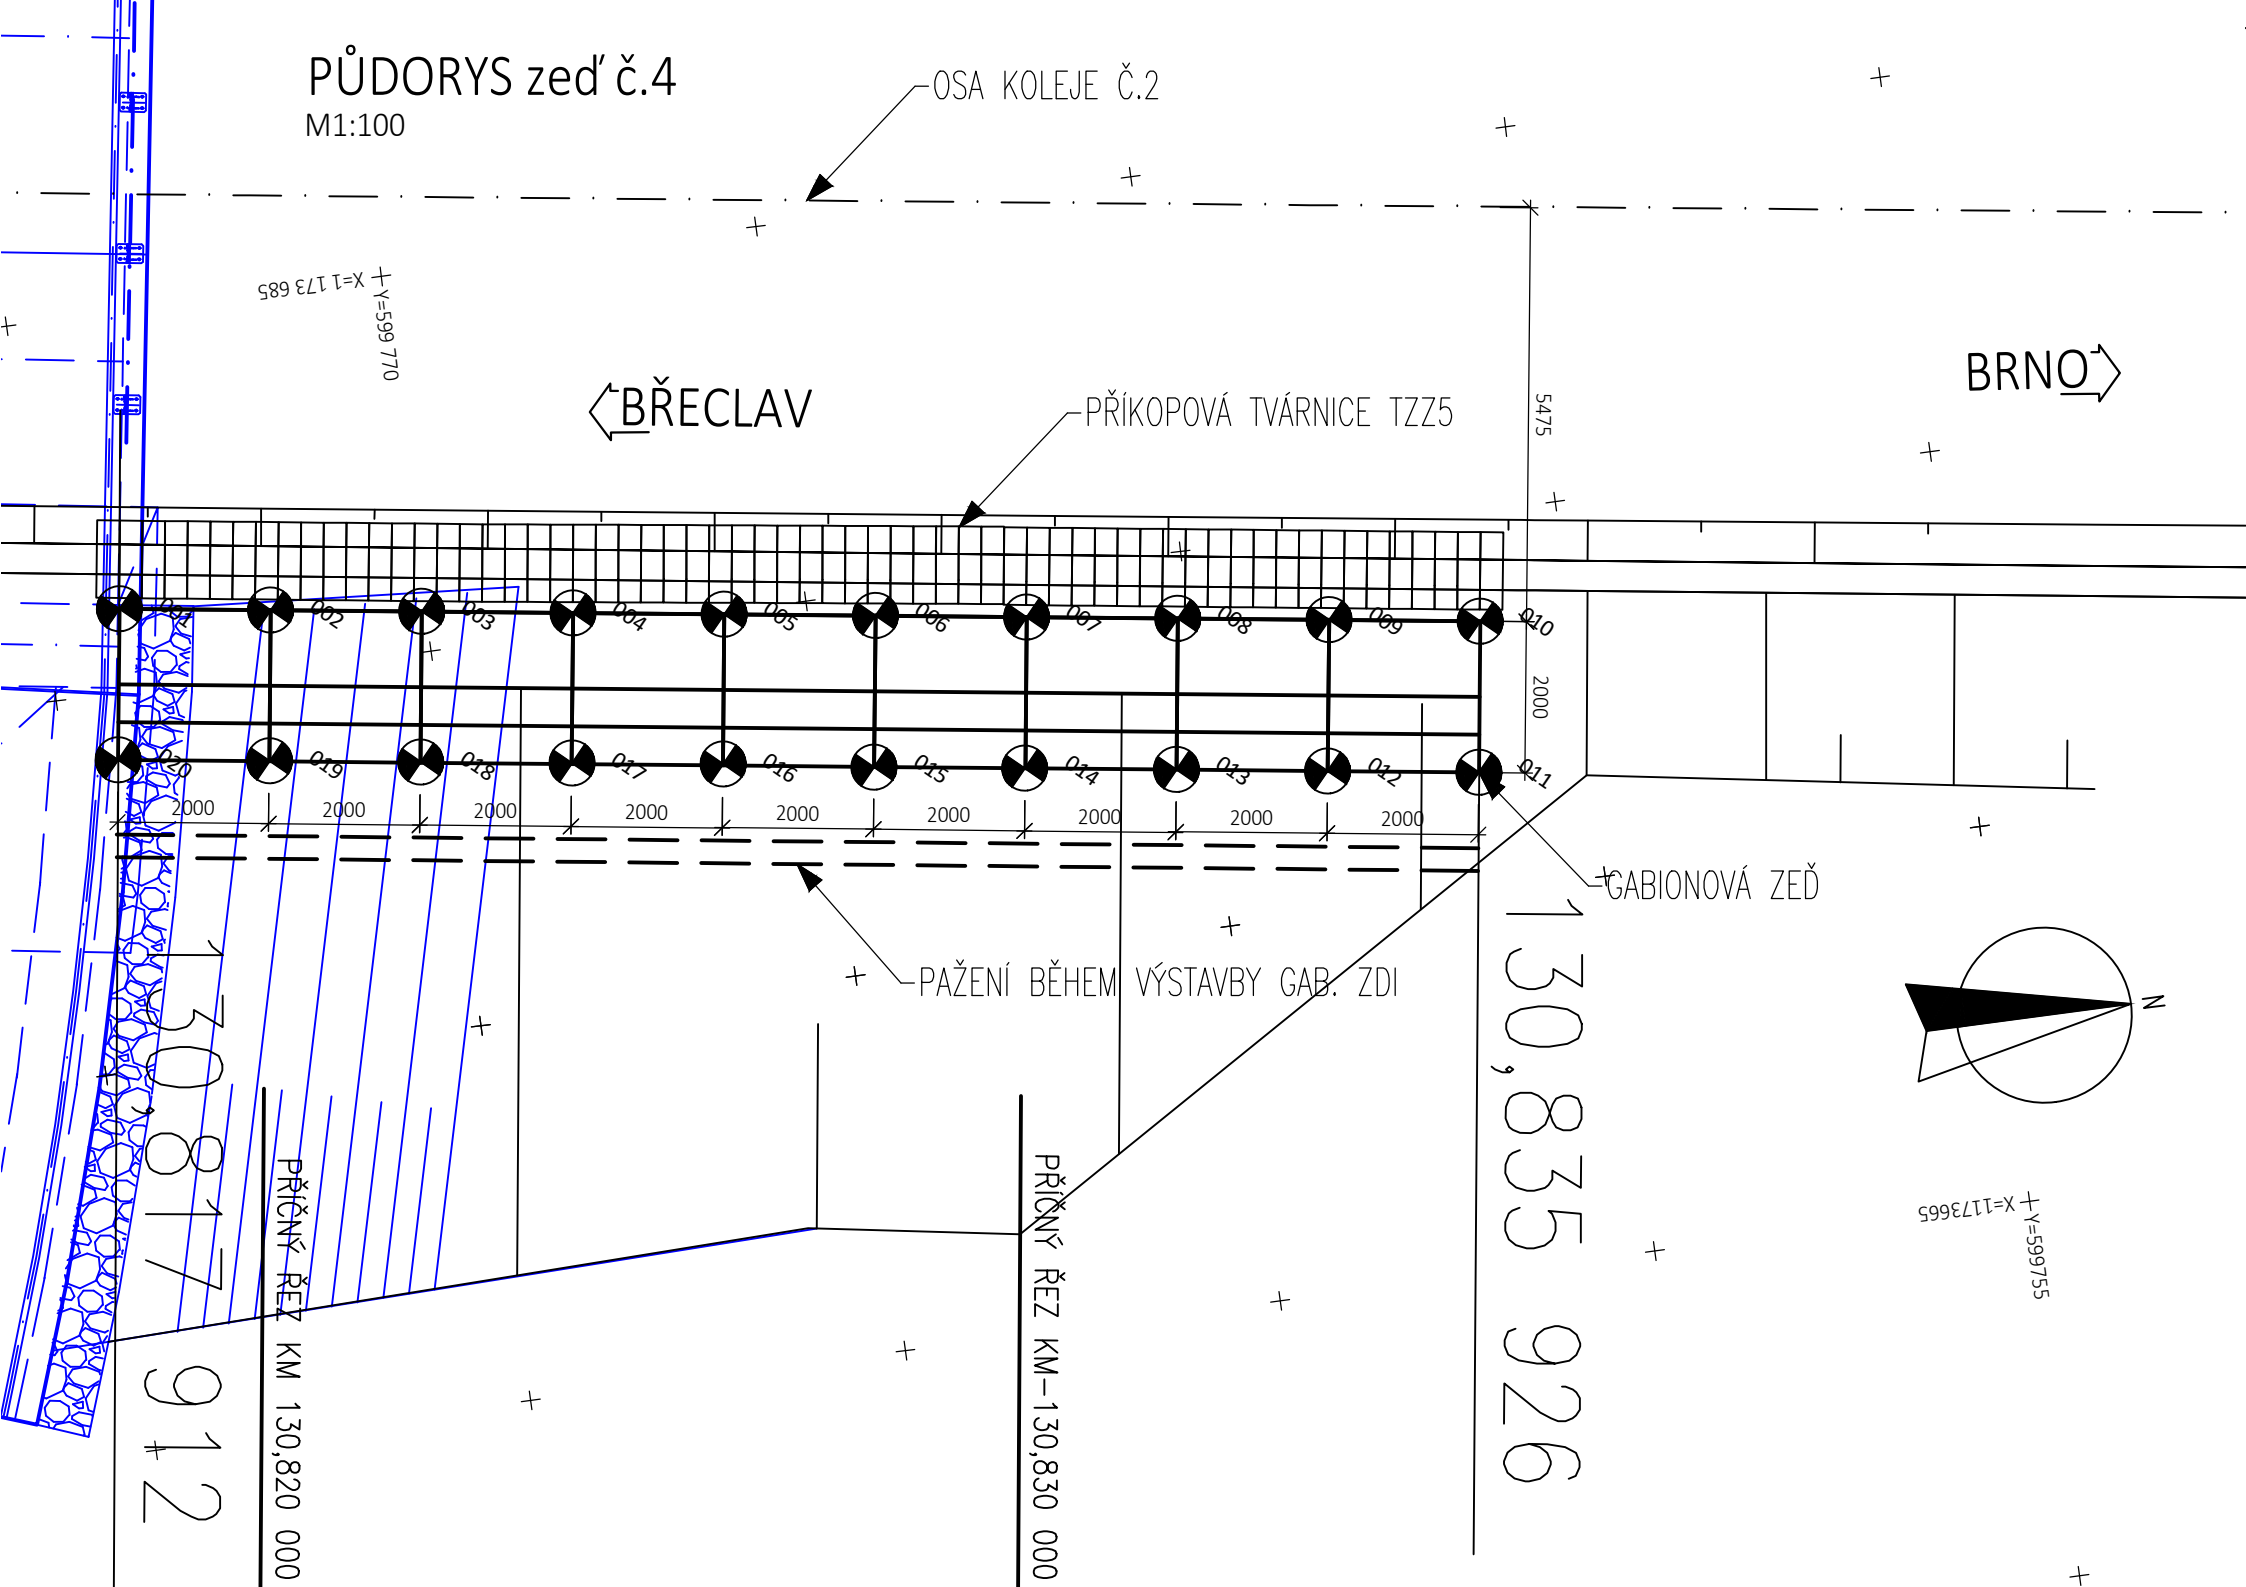 PŮDORYS zeď č.4
M1:100
OSA KOLEJE Č.2
X=1 173 685
Y=599 770
BŘECLAV
PŘÍKOPOVÁ TVÁRNICE TZZ5
5475
BRNO
001
002
003
004
005
006
007
008
009
010
2000
020
019
018
017
016
015
014
013
012
011
2000
2000
2000
2000
2000
2000
2000
2000
2000
GABIONOVÁ ZEĎ
PAŽENÍ BĚHEM VÝSTAVBY GAB. ZDI
130,817 912
PŘÍČNÝ ŘEZ KM 130,820 000
PŘÍČNÝ ŘEZ KM-130,830 000
130,835 926
N
X=1173665
Y=599755